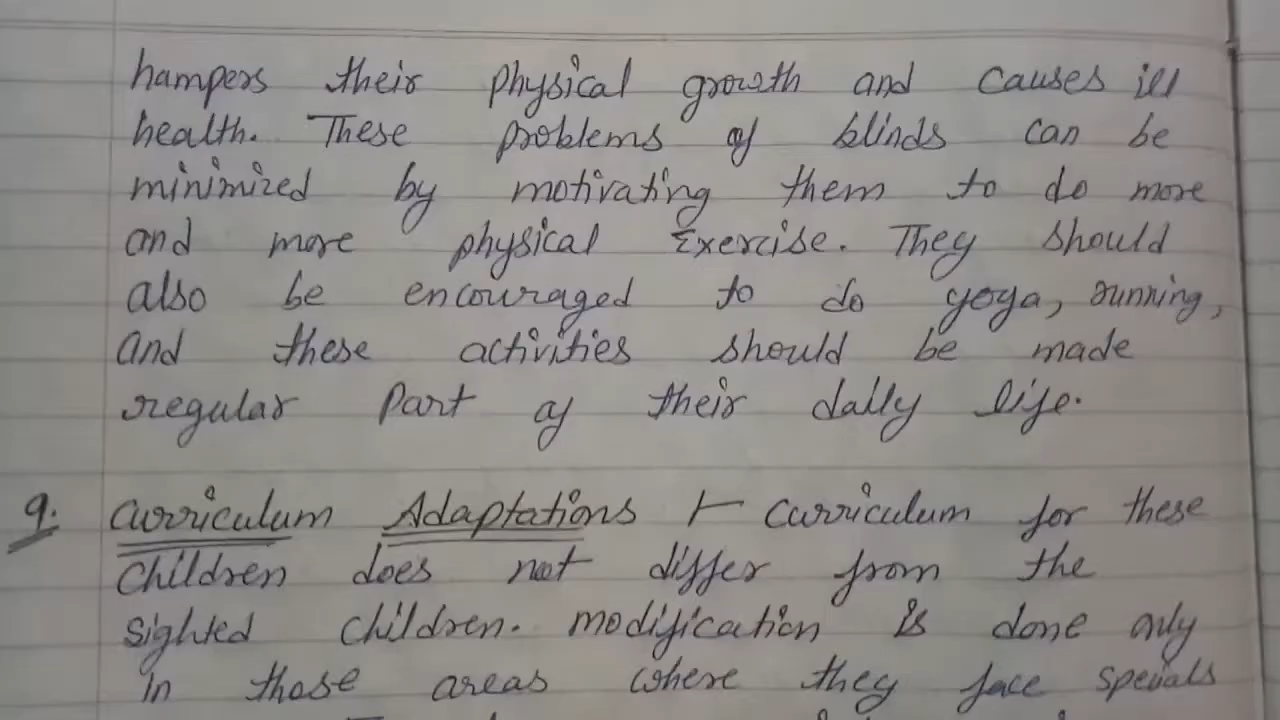 hampers their physical growth and causes ill
health. These problems of blinds can be
minimized by motivating them to do more
and more physical Exercise. They should
also be encouraged to do yoga, running,
and these activities should be made
regular Part of their dally life.
9. Curriculum Adaptations :- Curriculum for these
children does not differ from the
sighted children. modification is done only
in those areas where they face specials